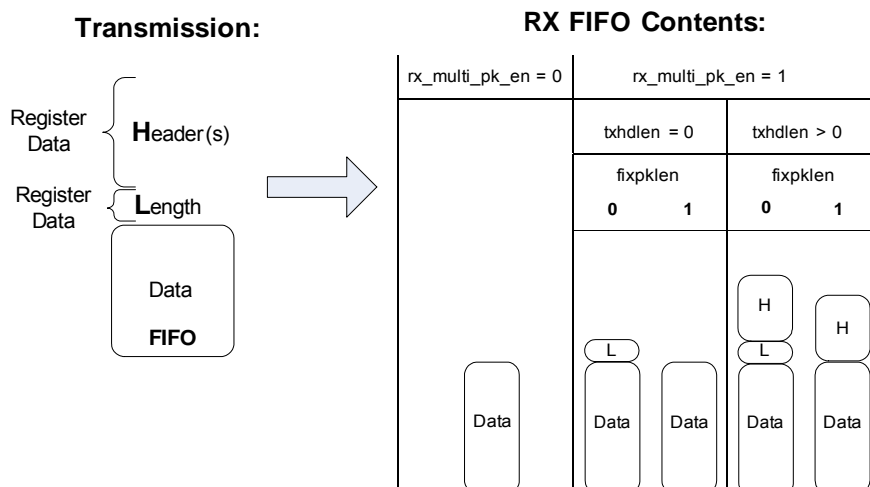 Transmission:
RX FIFO Contents:
Register
Data
Header(s)
Register
Data
Length
Data
FIFO
rx_multi_pk_en = 0
rx_multi_pk_en = 1
txhdlen = 0
txhdlen > 0
fixpklen
fixpklen
0 1
0 1
H
H
L
L
Data
Data
Data
Data
Data